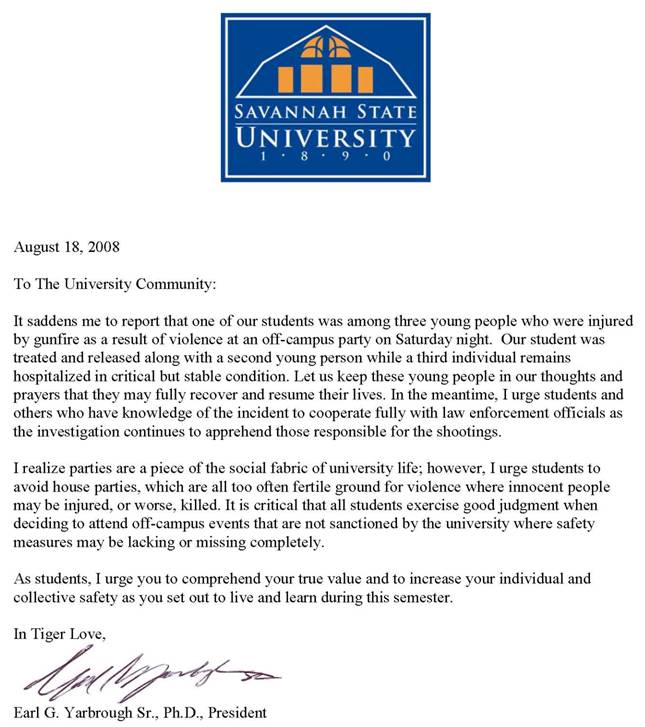 SAVANNAH STATE
UNIVERSITY
1 · 8 · 9 · 0
August 18, 2008
To The University Community:
It saddens me to report that one of our students was among three young people who were injured
by gunfire as a result of violence at an off-campus party on Saturday night.  Our student was
treated and released along with a second young person while a third individual remains
hospitalized in critical but stable condition. Let us keep these young people in our thoughts and
prayers that they may fully recover and resume their lives. In the meantime, I urge students and
others who have knowledge of the incident to cooperate fully with law enforcement officials as
the investigation continues to apprehend those responsible for the shootings.
I realize parties are a piece of the social fabric of university life; however, I urge students to
avoid house parties, which are all too often fertile ground for violence where innocent people
may be injured, or worse, killed. It is critical that all students exercise good judgment when
deciding to attend off-campus events that are not sanctioned by the university where safety
measures may be lacking or missing completely.
As students, I urge you to comprehend your true value and to increase your individual and
collective safety as you set out to live and learn during this semester.
In Tiger Love,
Earl G. Yarbrough Sr., Ph.D., President